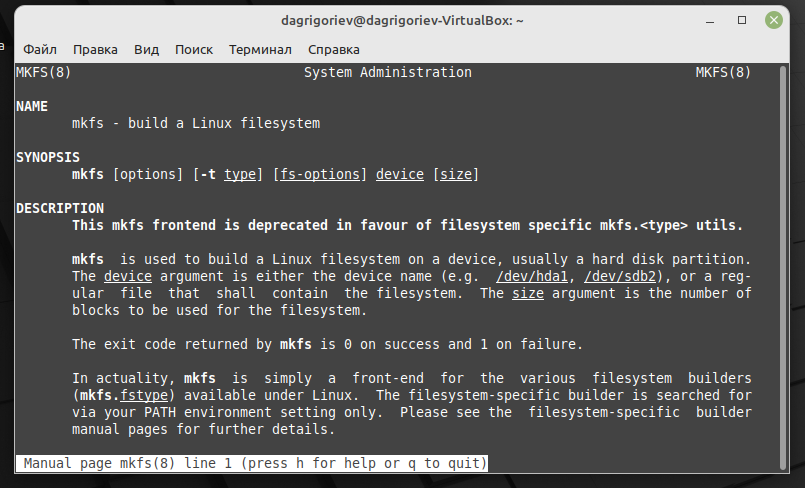 а
dagrigoriev@dagrigoriev-VirtualBox: ~
Файл Правка Вид Поиск Терминал Справка
MKFS(8) System Administration MKFS(8)
NAME
mkfs - build a Linux filesystem
SYNOPSIS
mkfs [options] [-t type] [fs-options] device [size]
DESCRIPTION
This mkfs frontend is deprecated in favour of filesystem specific mkfs.<type> utils.
mkfs is used to build a Linux filesystem on a device, usually a hard disk partition.
The device argument is either the device name (e.g. /dev/hda1, /dev/sdb2), or a reg-
ular file that shall contain the filesystem. The size argument is the number of
blocks to be used for the filesystem.
The exit code returned by mkfs is 0 on success and 1 on failure.
In actuality, mkfs is simply a front-end for the various filesystem builders
(mkfs.fstype) available under Linux. The filesystem-specific builder is searched for
via your PATH environment setting only. Please see the filesystem-specific builder
manual pages for further details.
Manual page mkfs(8) line 1 (press h for help or q to quit)